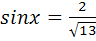 sinx = 2/√13